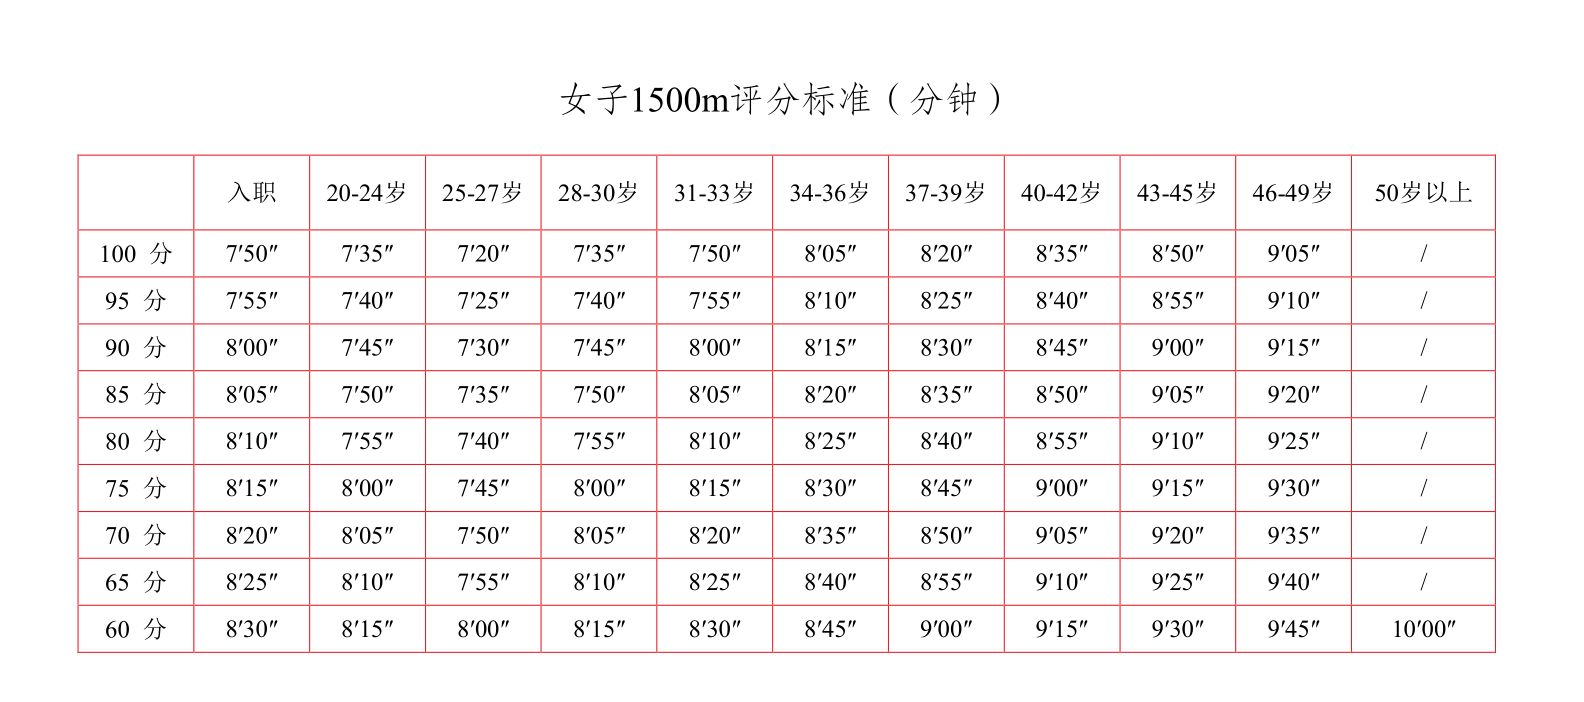 女子1500m评分标准（分钟）
入职 20-24岁 25-27岁 28-30岁 31-33岁 34-36岁 37-39岁 40-42岁 43-45岁 46-49岁 50岁以上
100 分 7′50″ 7′35″ 7′20″ 7′35″ 7′50″ 8′05″ 8′20″ 8′35″ 8′50″ 9′05″ /
95 分 7′55″ 7′40″ 7′25″ 7′40″ 7′55″ 8′10″ 8′25″ 8′40″ 8′55″ 9′10″ /
90 分 8′00″ 7′45″ 7′30″ 7′45″ 8′00″ 8′15″ 8′30″ 8′45″ 9′00″ 9′15″ /
85 分 8′05″ 7′50″ 7′35″ 7′50″ 8′05″ 8′20″ 8′35″ 8′50″ 9′05″ 9′20″ /
80 分 8′10″ 7′55″ 7′40″ 7′55″ 8′10″ 8′25″ 8′40″ 8′55″ 9′10″ 9′25″ /
75 分 8′15″ 8′00″ 7′45″ 8′00″ 8′15″ 8′30″ 8′45″ 9′00″ 9′15″ 9′30″ /
70 分 8′20″ 8′05″ 7′50″ 8′05″ 8′20″ 8′35″ 8′50″ 9′05″ 9′20″ 9′35″ /
65 分 8′25″ 8′10″ 7′55″ 8′10″ 8′25″ 8′40″ 8′55″ 9′10″ 9′25″ 9′40″ /
60 分 8′30″ 8′15″ 8′00″ 8′15″ 8′30″ 8′45″ 9′00″ 9′15″ 9′30″ 9′45″ 10′00″